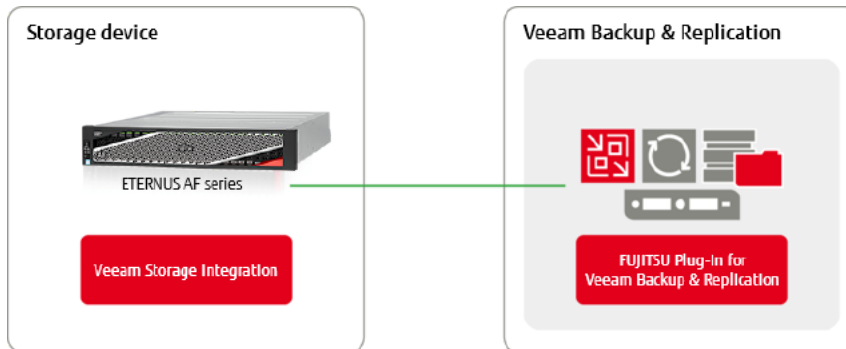 Storage device
ETERNUS AF series
Veeam Storage Integration
Veeam Backup & Replication
FUJITSU Plug-In for
Veeam Backup & Replication